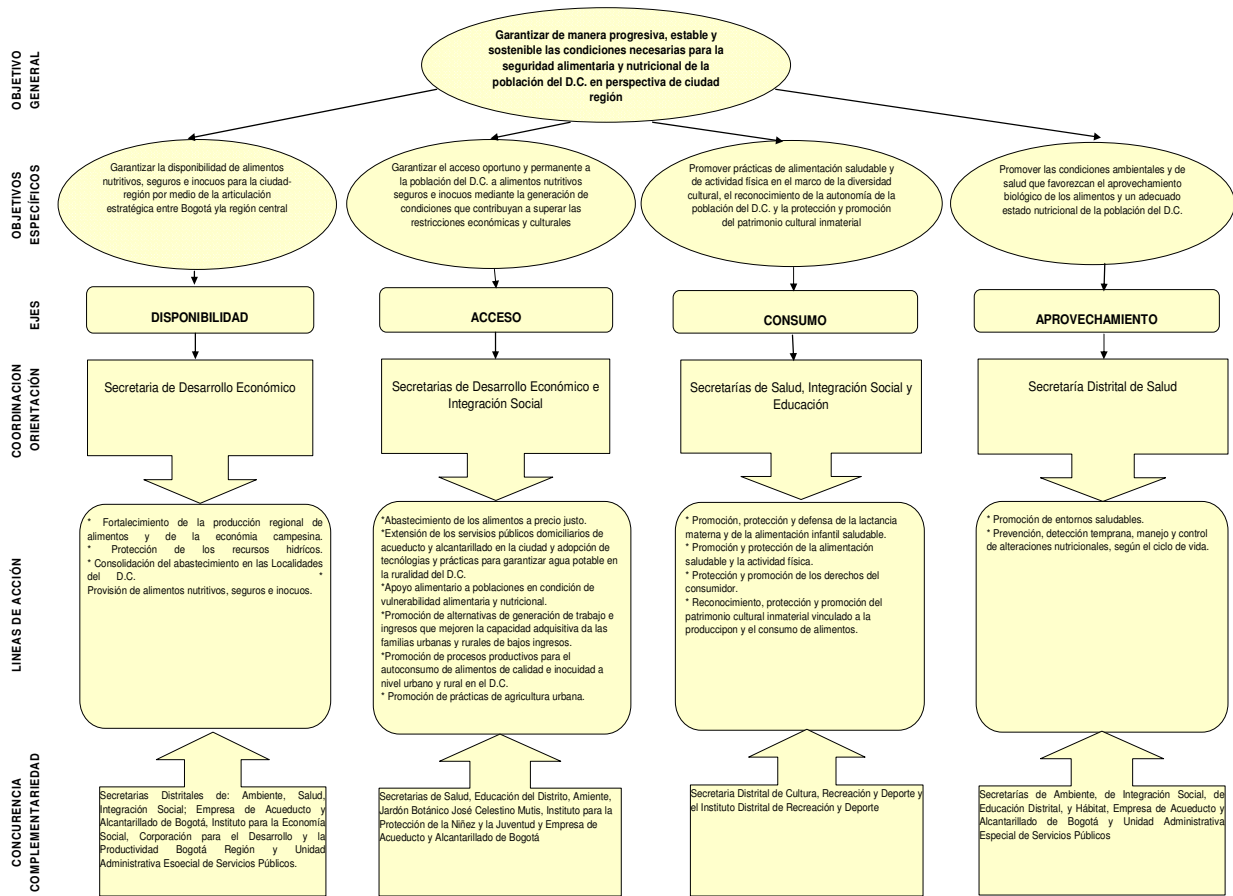 OBJETIVO
GENERAL
Garantizar de manera progresiva, estable y
sostenible las condiciones necesarias para la
seguridad alimentaria y nutricional de la
población del D.C. en perspectiva de ciudad
región
OBJETIVOS
ESPECÍFICOS
Garantizar la disponibilidad de alimentos
nutritivos, seguros e inocuos para la ciudad-
región por medio de la articulación
estratégica entre Bogotá yla región central
Garantizar el acceso oportuno y permanente
a la población del D.C. a alimentos nutritivos
seguros e inocuos mediante la generación de
condiciones que contribuyan a superar las
restricciones económicas y culturales
Promover prácticas de alimentación saludable y
de actividad física en el marco de la diversidad
cultural, el reconocimiento de la autonomía de la
población del D.C. y la protección y promoción
del patrimonio cultural inmaterial
Promover las condiciones ambientales y de
salud que favorezcan el aprovechamiento
biológico de los alimentos y un adecuado
estado nutricional de la población del D.C.
EJES
DISPONIBILIDAD
ACCESO
CONSUMO
APROVECHAMIENTO
COORDINACION
ORIENTACIÓN
Secretaria de Desarrollo Económico
Secretarias de Desarrollo Económico e
Integración Social
Secretarías de Salud, Integración Social y
Educación
Secretaría Distrital de Salud
LINEAS DE ACCIÓN
* Fortalecimiento de la producción regional de
alimentos y de la económia campesina.
* Protección de los recursos hidrícos.
* Consolidación del abastecimiento en las Localidades
del D.C. *
Provisión de alimentos nutritivos, seguros e inocuos.
*Abastecimiento de los alimentos a precio justo.
*Extensión de los servisios públicos domiciliarios de
acueducto y alcantarillado en la ciudad y adopción de
tecnologías y prácticas para garantizar agua potable en
la ruralidad del D.C.
*Apoyo alimentario a poblaciones en condición de
vulnerabilidad alimentaria y nutricional.
*Promoción de alternativas de generación de trabajo e
ingresos que mejoren la capacidad adquisitiva da las
familias urbanas y rurales de bajos ingresos.
*Promoción de procesos productivos para el
autoconsumo de alimentos de calidad e inocuidad a
nivel urbano y rural en el D.C.
* Promoción de prácticas de agricultura urbana.
* Promoción, protección y defensa de la lactancia
materna y de la alimentación infantil saludable.
* Promoción y protección de la alimentación
saludable y la actividad física.
* Protección y promoción de los derechos del
consumidor.
* Reconocimiento, protección y promoción del
patrimonio cultural inmaterial vinculado a la
produccipon y el consumo de alimentos.
* Promoción de entornos saludables.
* Prevención, detección temprana, manejo y control
de alteraciones nutricionales, según el ciclo de vida.
CONCURENCIA
COMPLEMENTARIEDAD
Secretarias Distritales de: Ambiente, Salud,
Integración Social; Empresa de Acueducto y
Alcantarillado de Bogotá, Instituto para la Economía
Social, Corporación para el Desarrollo y la
Productividad Bogotá Región y Unidad
Administrativa Esoecial de Servicios Públicos.
Secretarias de Salud, Educación del Distrito, Amiente,
Jardón Botánico José Celestino Mutis, Instituto para la
Protección de la Niñez y la Juventud y Empresa de
Acueducto y Alcantarillado de Bogotá
Secretaria Distrital de Cultura, Recreación y Deporte y
el Instituto Distrital de Recreación y Deporte
Secretarías de Ambiente, de Integración Social, de
Educación Distrital, y Hábitat, Empresa de Acueducto y
Alcantarillado de Bogotá y Unidad Administrativa
Especial de Servicios Públicos